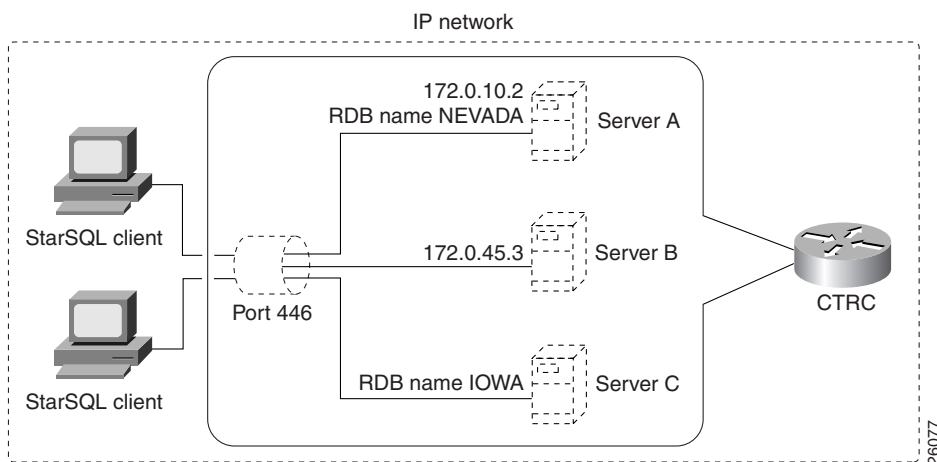 IP network
172.0.10.2
RDB name NEVADA
Server A
StarSQL client
172.0.45.3
Server B
Port 446
CTRC
RDB name IOWA
Server C
StarSQL client
26077